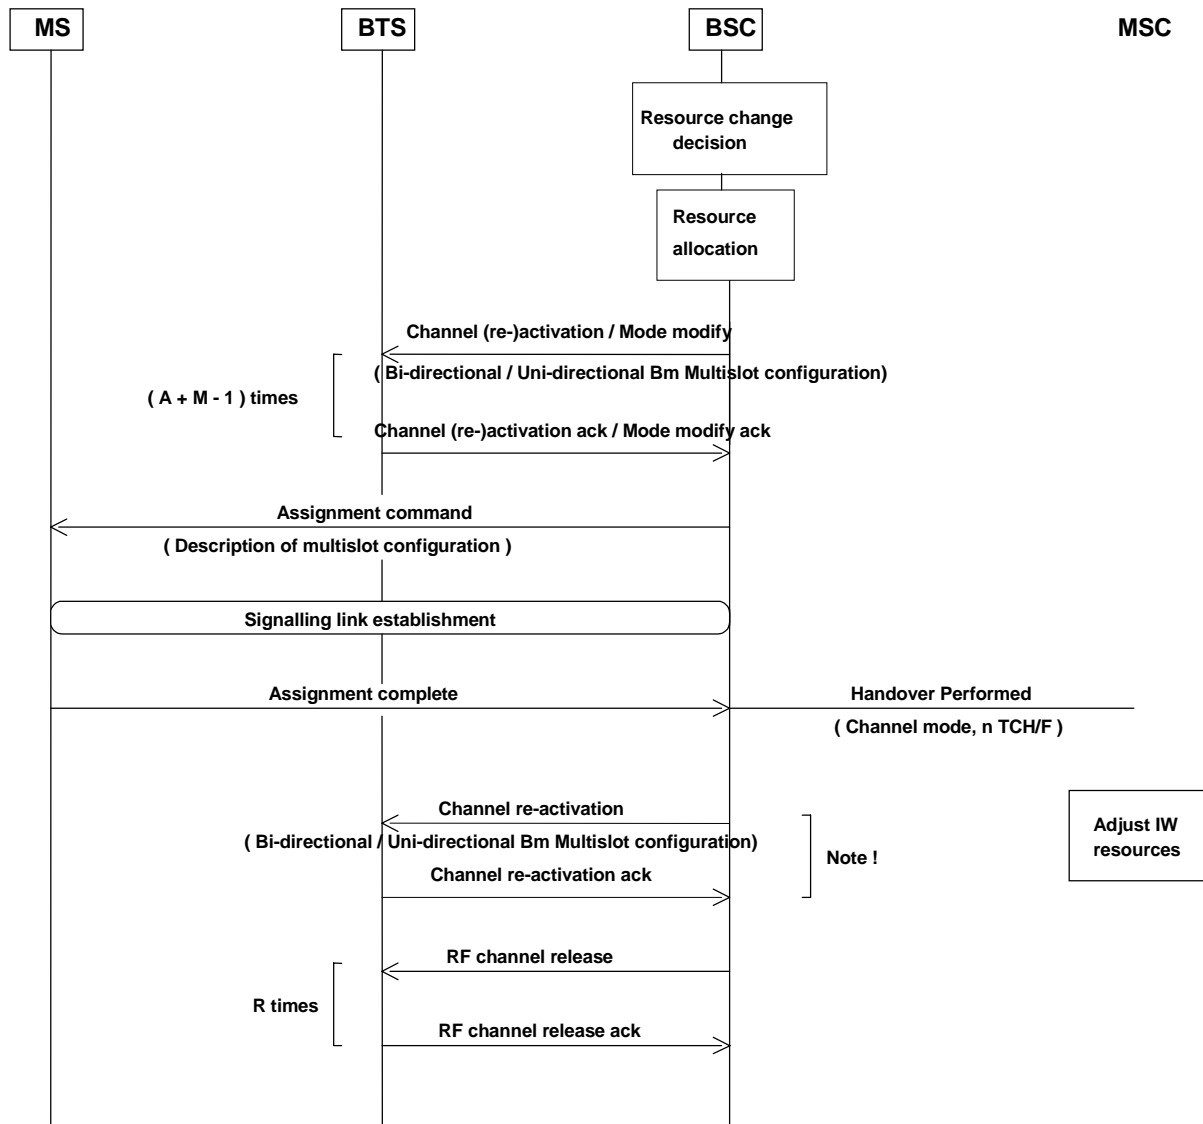 MS
BTS
BSC
MSC
Resource change
decision
Resource
allocation
Channel (re-)activation / Mode modify
( Bi-directional / Uni-directional Bm Multislot configuration)
( A + M - 1 ) times
Channel (re-)activation ack / Mode modify ack
Assignment command
( Description of multislot configuration )
Signalling link establishment
Assignment complete
Handover Performed
( Channel mode, n TCH/F )
Channel re-activation
( Bi-directional / Uni-directional Bm Multislot configuration)
Channel re-activation ack
Note !
Adjust IW
resources
RF channel release
R times
RF channel release ack